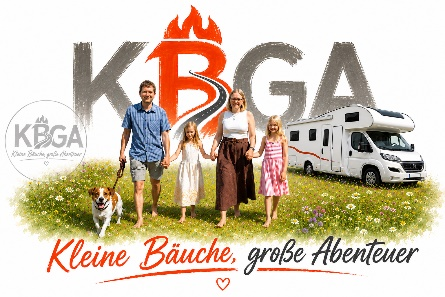 KBGA
KBGA
Kleine Bäuche, große Abenteuer
Kleine Bäuche, große Abenteuer